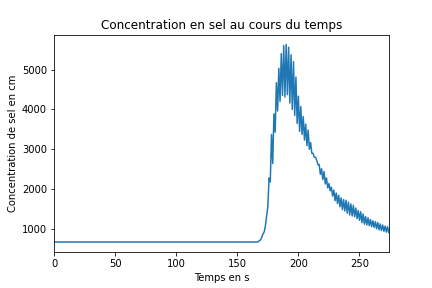 Concentration en sel au cours du temps
Concentration de sel en cm
5000
4000
3000
2000
1000
0 50 100 150 200 250
Temps en s